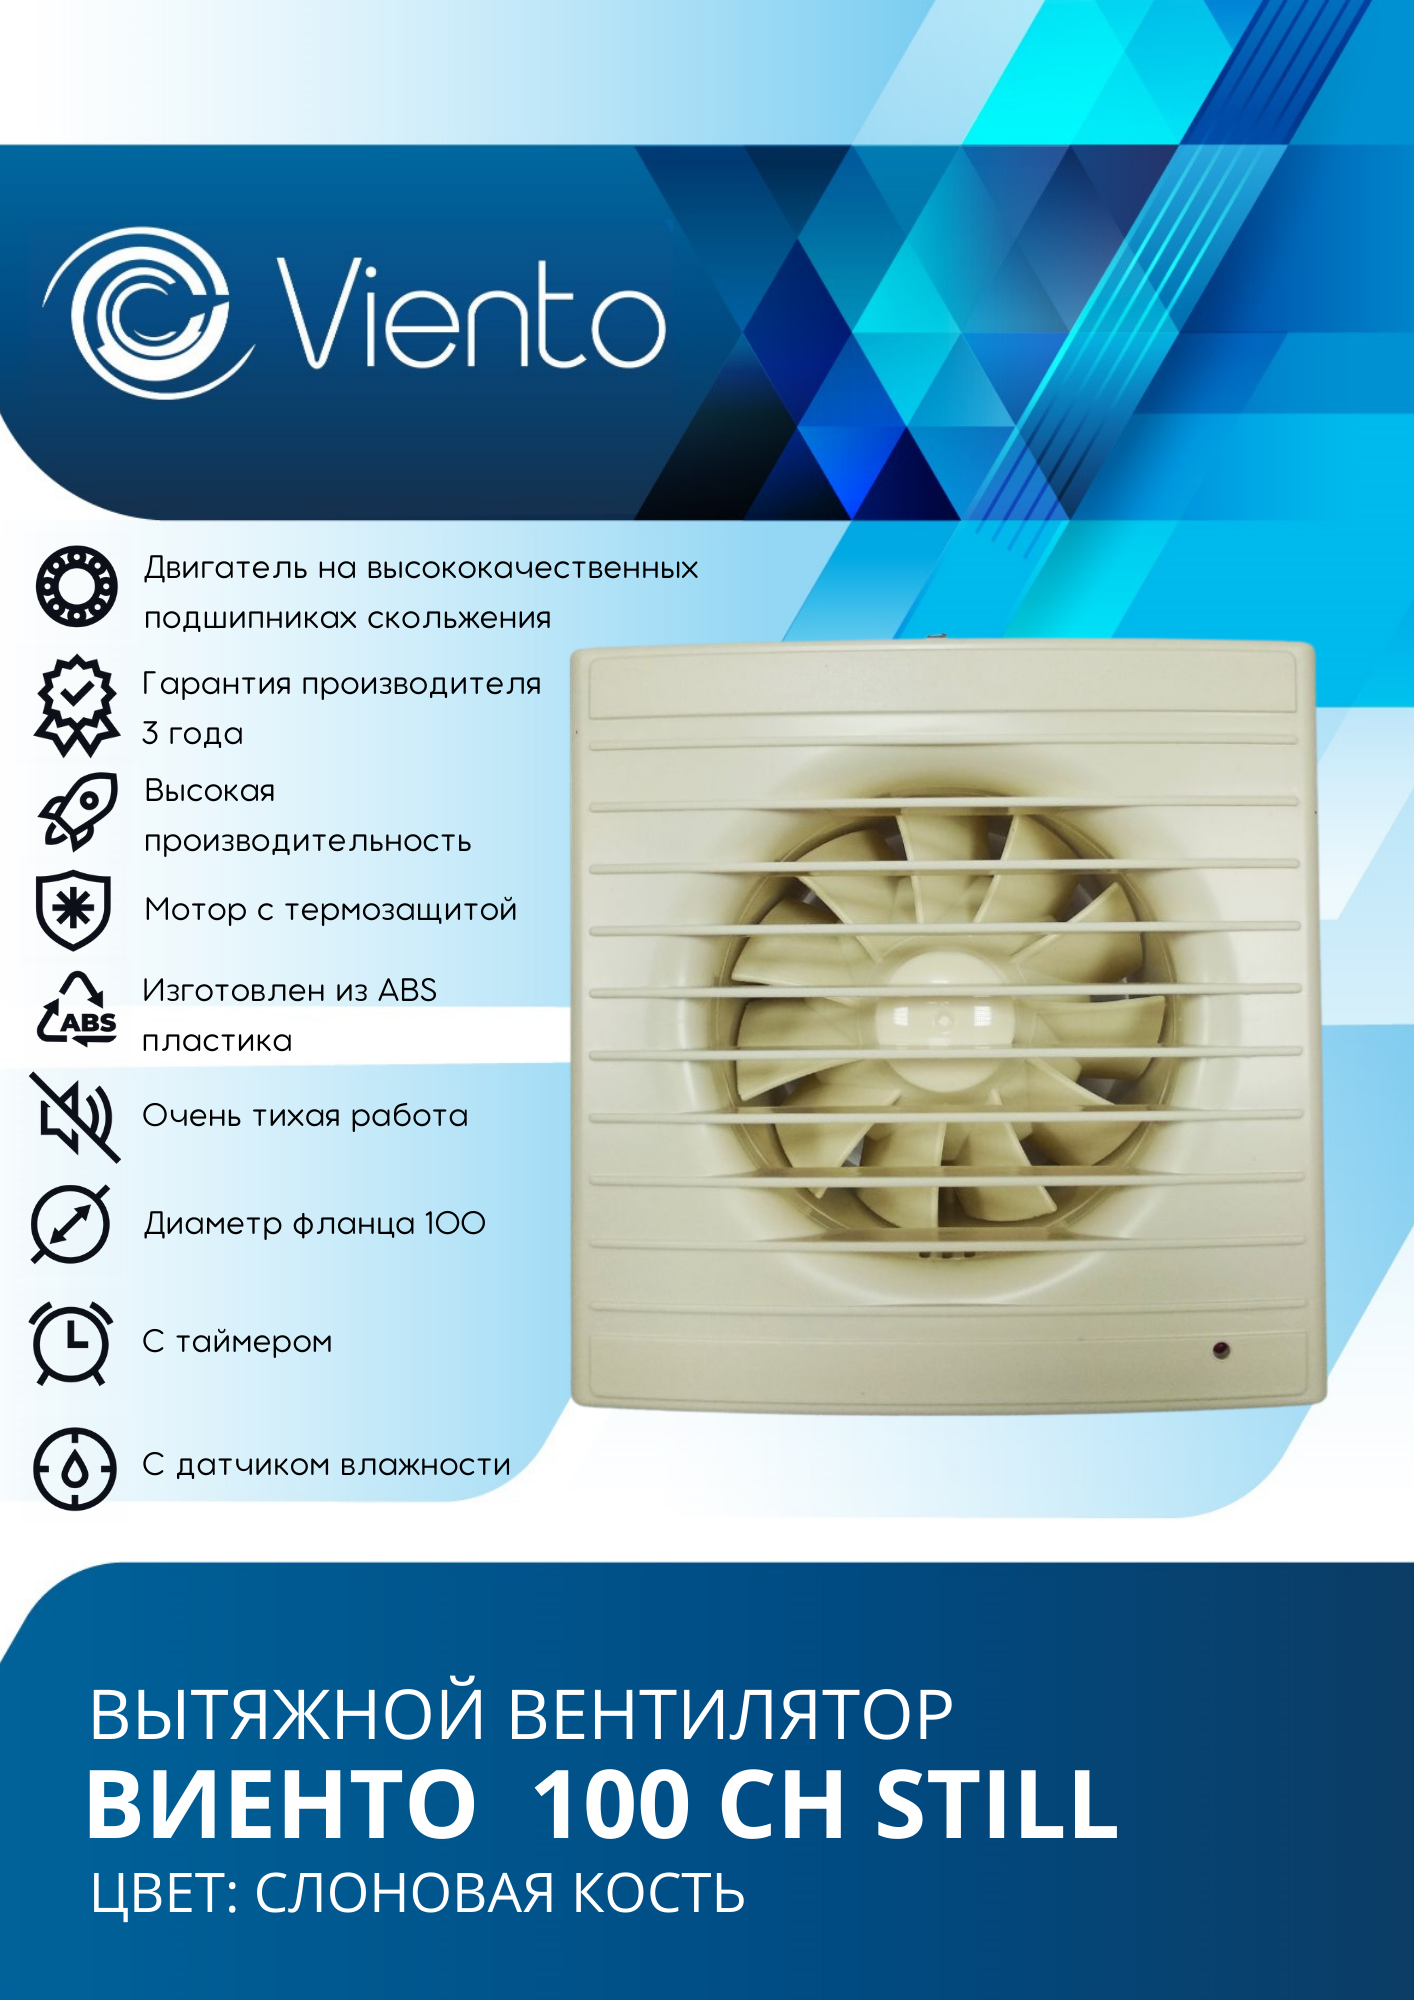 Viento
Двигатель на высококачественных
подшипниках скольжения
Гарантия производителя
3 года
Высокая
производительность
Мотор с термозащитой
Изготовлен из ABS
пластика
ABS
Очень тихая работа
Диаметр фланца 100
С таймером
С датчиком влажности
ВЫТЯЖНОЙ ВЕНТИЛЯТОР
ВИЕНТО 100 СН STILL
ЦВЕТ: СЛОНОВАЯ КОСТЬ